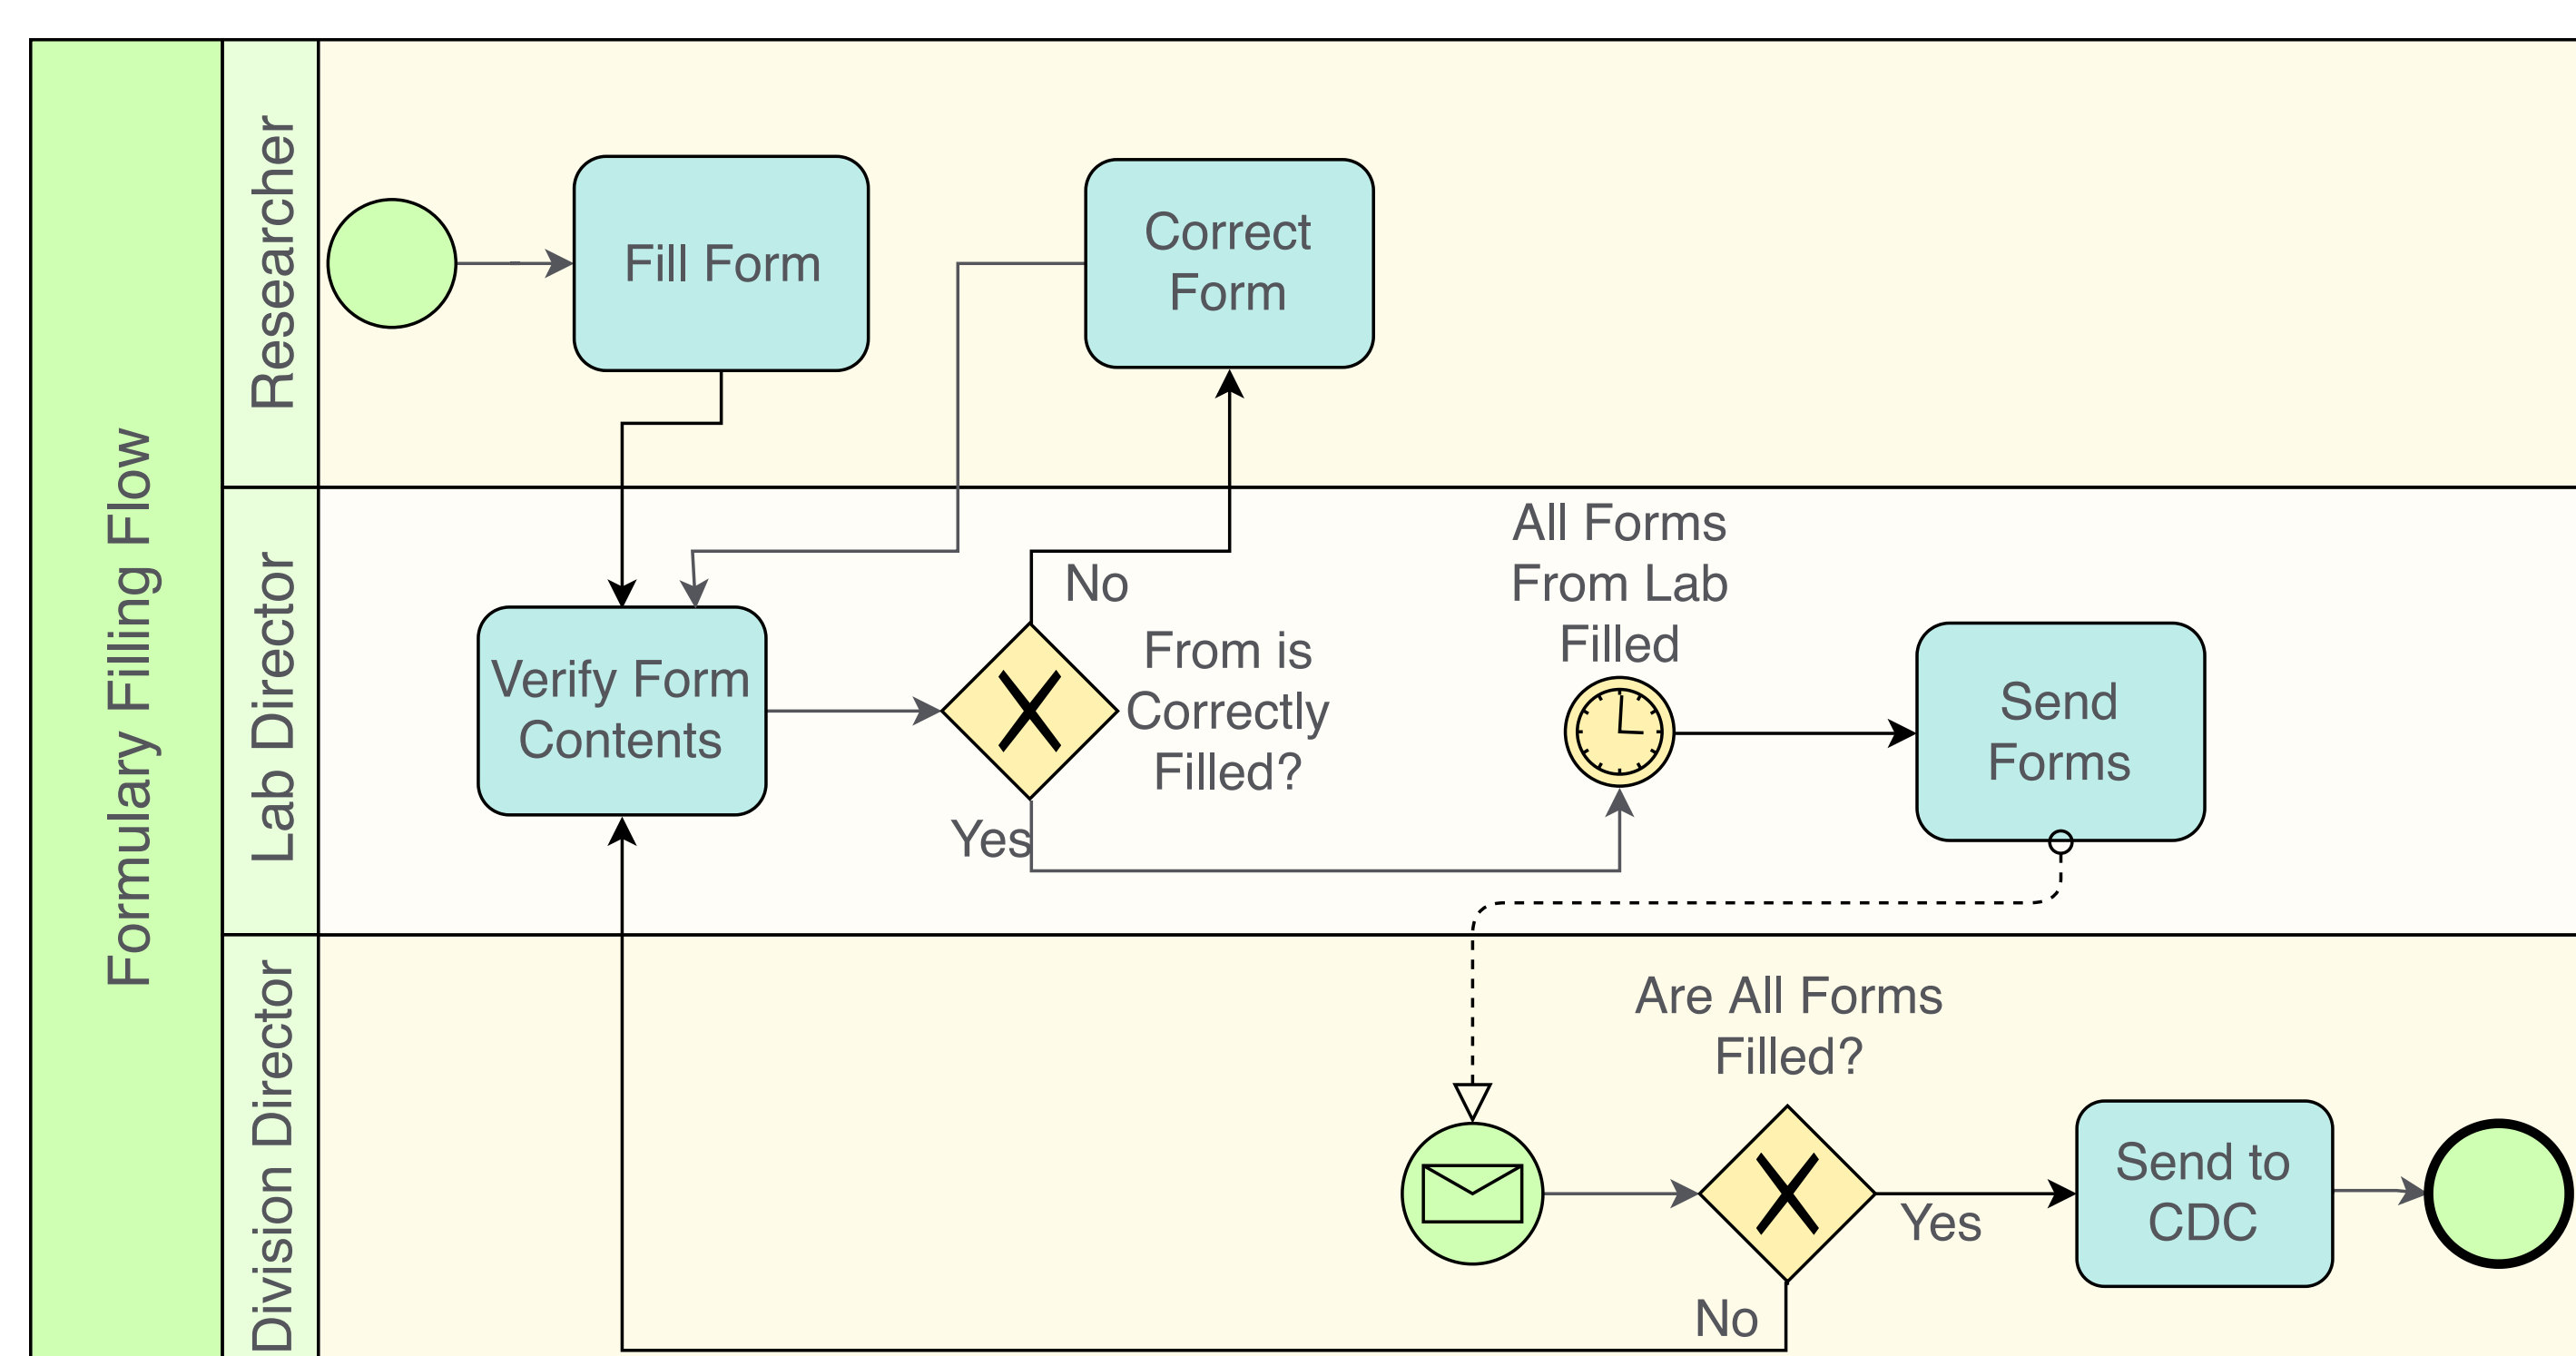 Formulary Filling Flow
Researcher
Fill Form
Correct
Form
Lab Director
Verify Form
Contents
No
From is
Correctly
Filled?
Yes
All Forms
From Lab
Filled
Send
Forms
Division Director
Are All Forms
Filled?
Yes
No
Send to
CDC